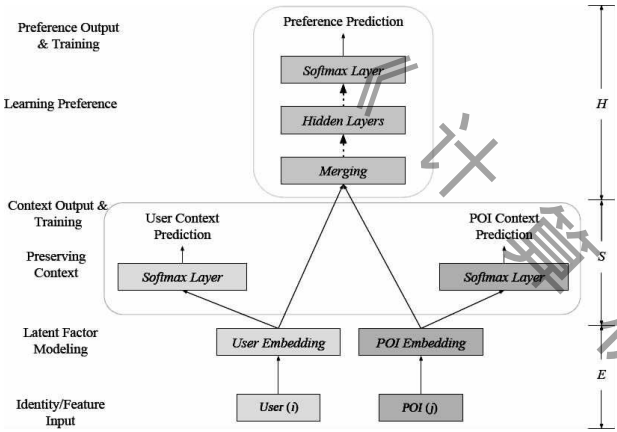 Preference Output
& Training
Preference Prediction
Softmax Layer
Learning Preference
Hidden Layers
H
Merging
《计算
Context Output &
Training
User Context
Prediction
POI Context
Prediction
Preserving
Context
Softmax Layer
Softmax Layer
S
Latent Factor
Modeling
User Embedding
POI Embedding
E
Identity/Feature
Input
User (i)
POI (j)